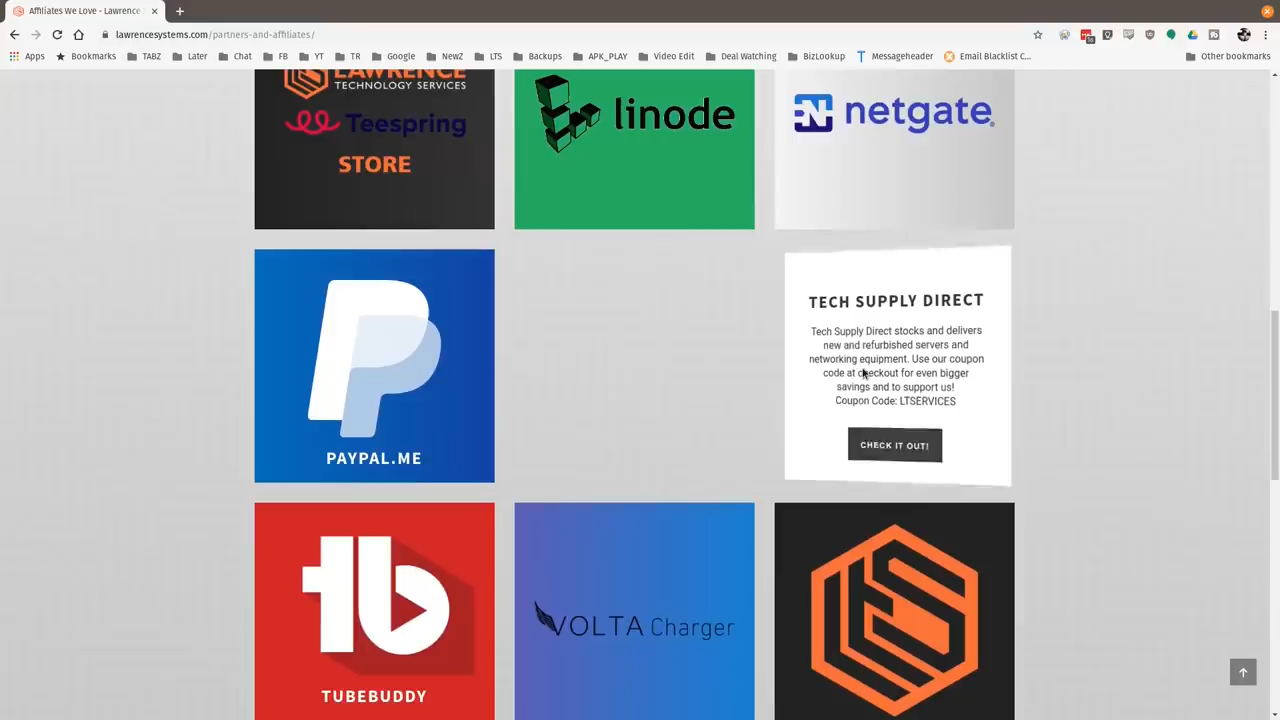 Affiliates We Love - Lawrence
lawrencesystems.com/partners-and-affiliates/
Apps Bookmarks TABZ Later Chat FB YT TR Google NewZ LTS Backups APK_PLAY Video Edit Deal Watching BizLookup Messageheader Email Blacklist C... Other bookmarks
LAWRENCE
TECHNOLOGY SERVICES
Teespring
STORE
linode
netgate
PAYPAL.ME
TECH SUPPLY DIRECT
Tech Supply Direct stocks and delivers
new and refurbished servers and
networking equipment. Use our coupon
code at checkout for even bigger
savings and to support us!
Coupon Code: LTSERVICES
CHECK IT OUT!
tb
TUBEBUDDY
VOLTA Charger